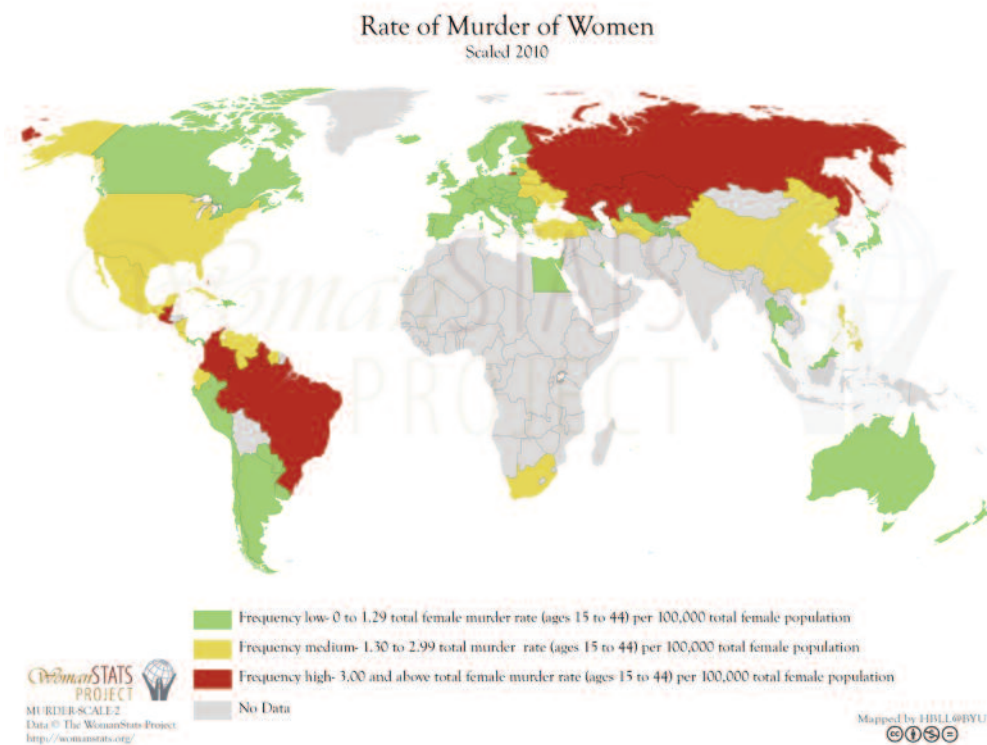 Rate of Murder of Women
Scaled 2010
WomanSTATS
PROJECT
Frequency low- 0 to 1.29 total female murder rate (ages 15 to 44) per 100,000 total female population
Frequency medium- 1.30 to 2.99 total murder rate (ages 15 to 44) per 100,000 total female population
Frequency high- 3.00 and above total female murder rate (ages 15 to 44) per 100,000 total female population
No Data
WomanSTATS
PROJECT
MURDER-SCALE-2
Data © The WomanStats Project
http://womanstats.org/
Mapped by HBLL@BYU